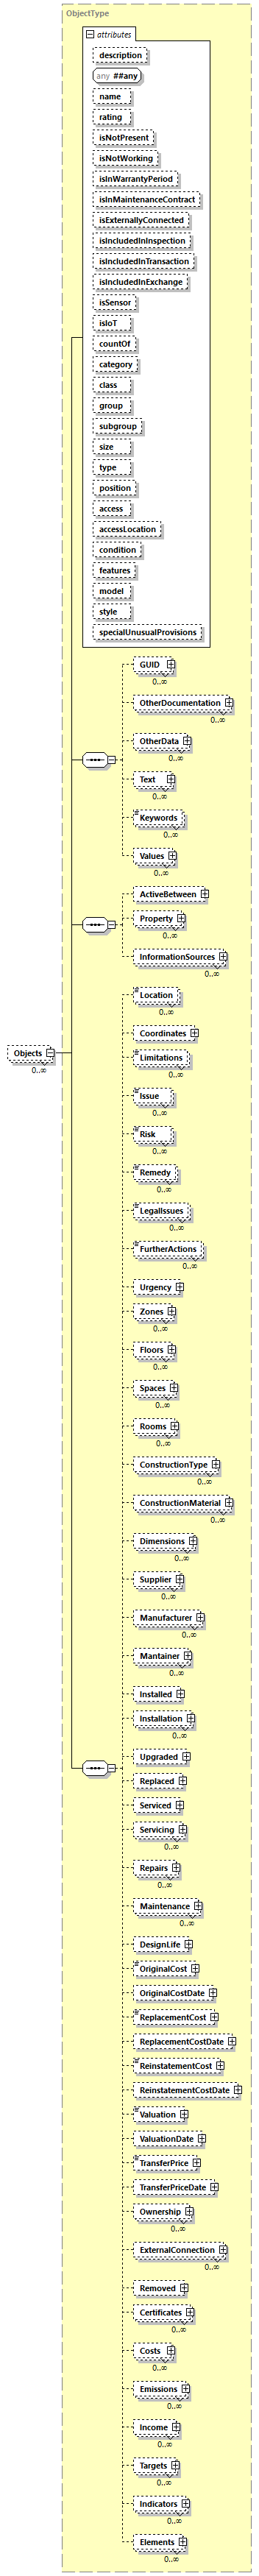 ObjectType
attributes
description
any ##any
name
rating
isNotPresent
isNotWorking
isInWarrantyPeriod
isInMaintenanceContract
isExternallyConnected
isIncludedInInspection
isIncludedInTransaction
isIncludedInExchange
isSensor
isIoT
countOf
category
class
group
subgroup
size
type
position
access
accessLocation
condition
features
model
style
specialUnusualProvisions
GUID
0..∞
OtherDocumentation
0..∞
OtherData
0..∞
Text
0..∞
Keywords
0..∞
Values
0..∞
ActiveBetween
Property
0..∞
InformationSources
0..∞
Location
0..∞
Coordinates
Objects
0..∞
Limitations
0..∞
Issue
0..∞
Risk
0..∞
Remedy
0..∞
LegalIssues
0..∞
FurtherActions
0..∞
Urgency
Zones
0..∞
Floors
0..∞
Spaces
0..∞
Rooms
0..∞
ConstructionType
0..∞
ConstructionMaterial
0..∞
Dimensions
0..∞
Supplier
0..∞
Manufacturer
0..∞
Mantainer
0..∞
Installed
Installation
0..∞
Upgraded
Replaced
Serviced
Servicing
0..∞
Repairs
0..∞
Maintenance
0..∞
DesignLife
OriginalCost
OriginalCostDate
ReplacementCost
ReplacementCostDate
ReinstatementCost
ReinstatementCostDate
Valuation
ValuationDate
TransferPrice
TransferPriceDate
Ownership
0..∞
ExternalConnection
0..∞
Removed
Certificates
0..∞
Costs
0..∞
Emissions
0..∞
Income
0..∞
Targets
0..∞
Indicators
0..∞
Elements
0..∞